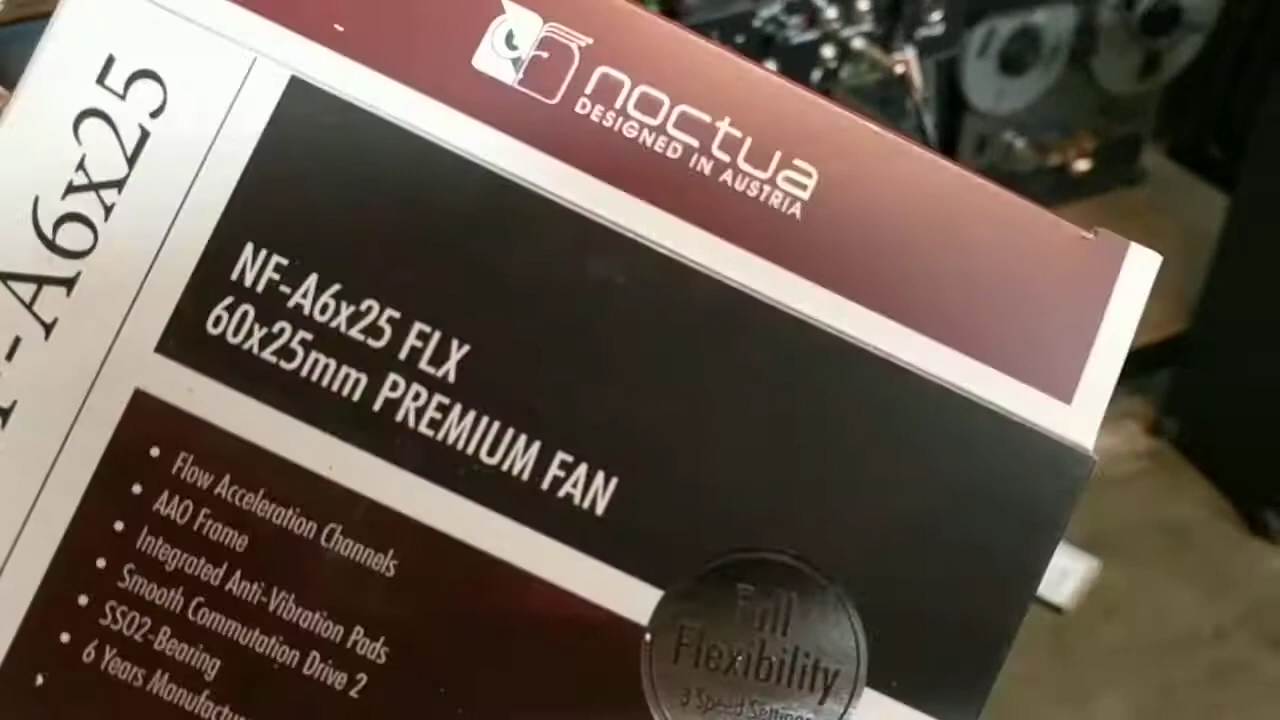 noctua
DESIGNED IN AUSTRIA
-A6x25
NF-A6x25 FLX
60x25mm PREMIUM FAN
Flow Acceleration Channels
AAO Frame
Integrated Anti-Vibration Pads
Smooth Commutation Drive 2
SSO2-Bearing
6 Years
Full
Flexibility
3 Speed Settings